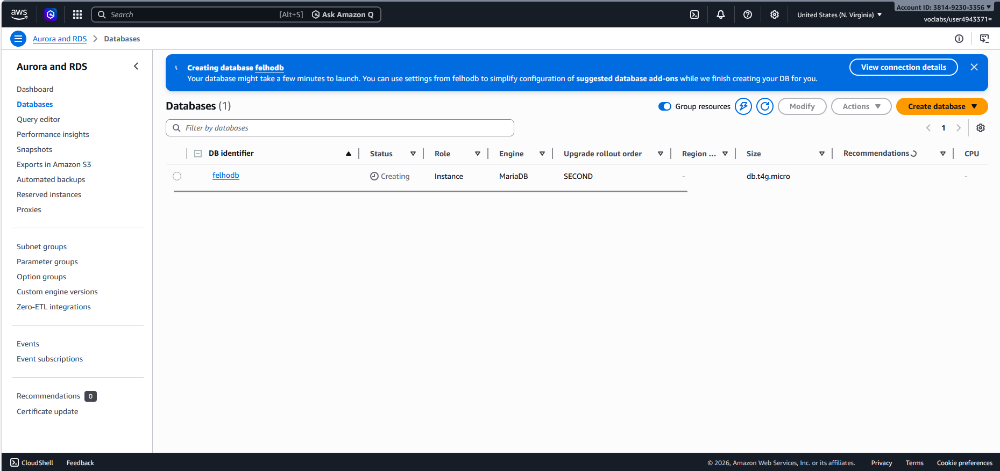 aws
Search [Alt+S] Ask Amazon Q
United States (N. Virginia)
Account ID: 3814-9230-3356
voclabs/user4943371=
Aurora and RDS > Databases
Aurora and RDS
Dashboard
Databases
Query editor
Performance insights
Snapshots
Exports in Amazon S3
Automated backups
Reserved instances
Proxies
Subnet groups
Parameter groups
Option groups
Custom engine versions
Zero-ETL integrations
Events
Event subscriptions
Recommendations 0
Certificate update
Creating database felhodb
Your database might take a few minutes to launch. You can use settings from felhodb to simplify configuration of suggested database add-ons while we finish creating your DB for you.
View connection details
Databases (1)
Group resources
Modify
Actions
Create database
Filter by databases
1
DB identifier Status Role Engine Upgrade rollout order Region ... Size Recommendations CPU
felhodb Creating Instance MariaDB SECOND - db.t4g.micro -
CloudShell Feedback
© 2026, Amazon Web Services, Inc. or its affiliates. Privacy Terms Cookie preferences